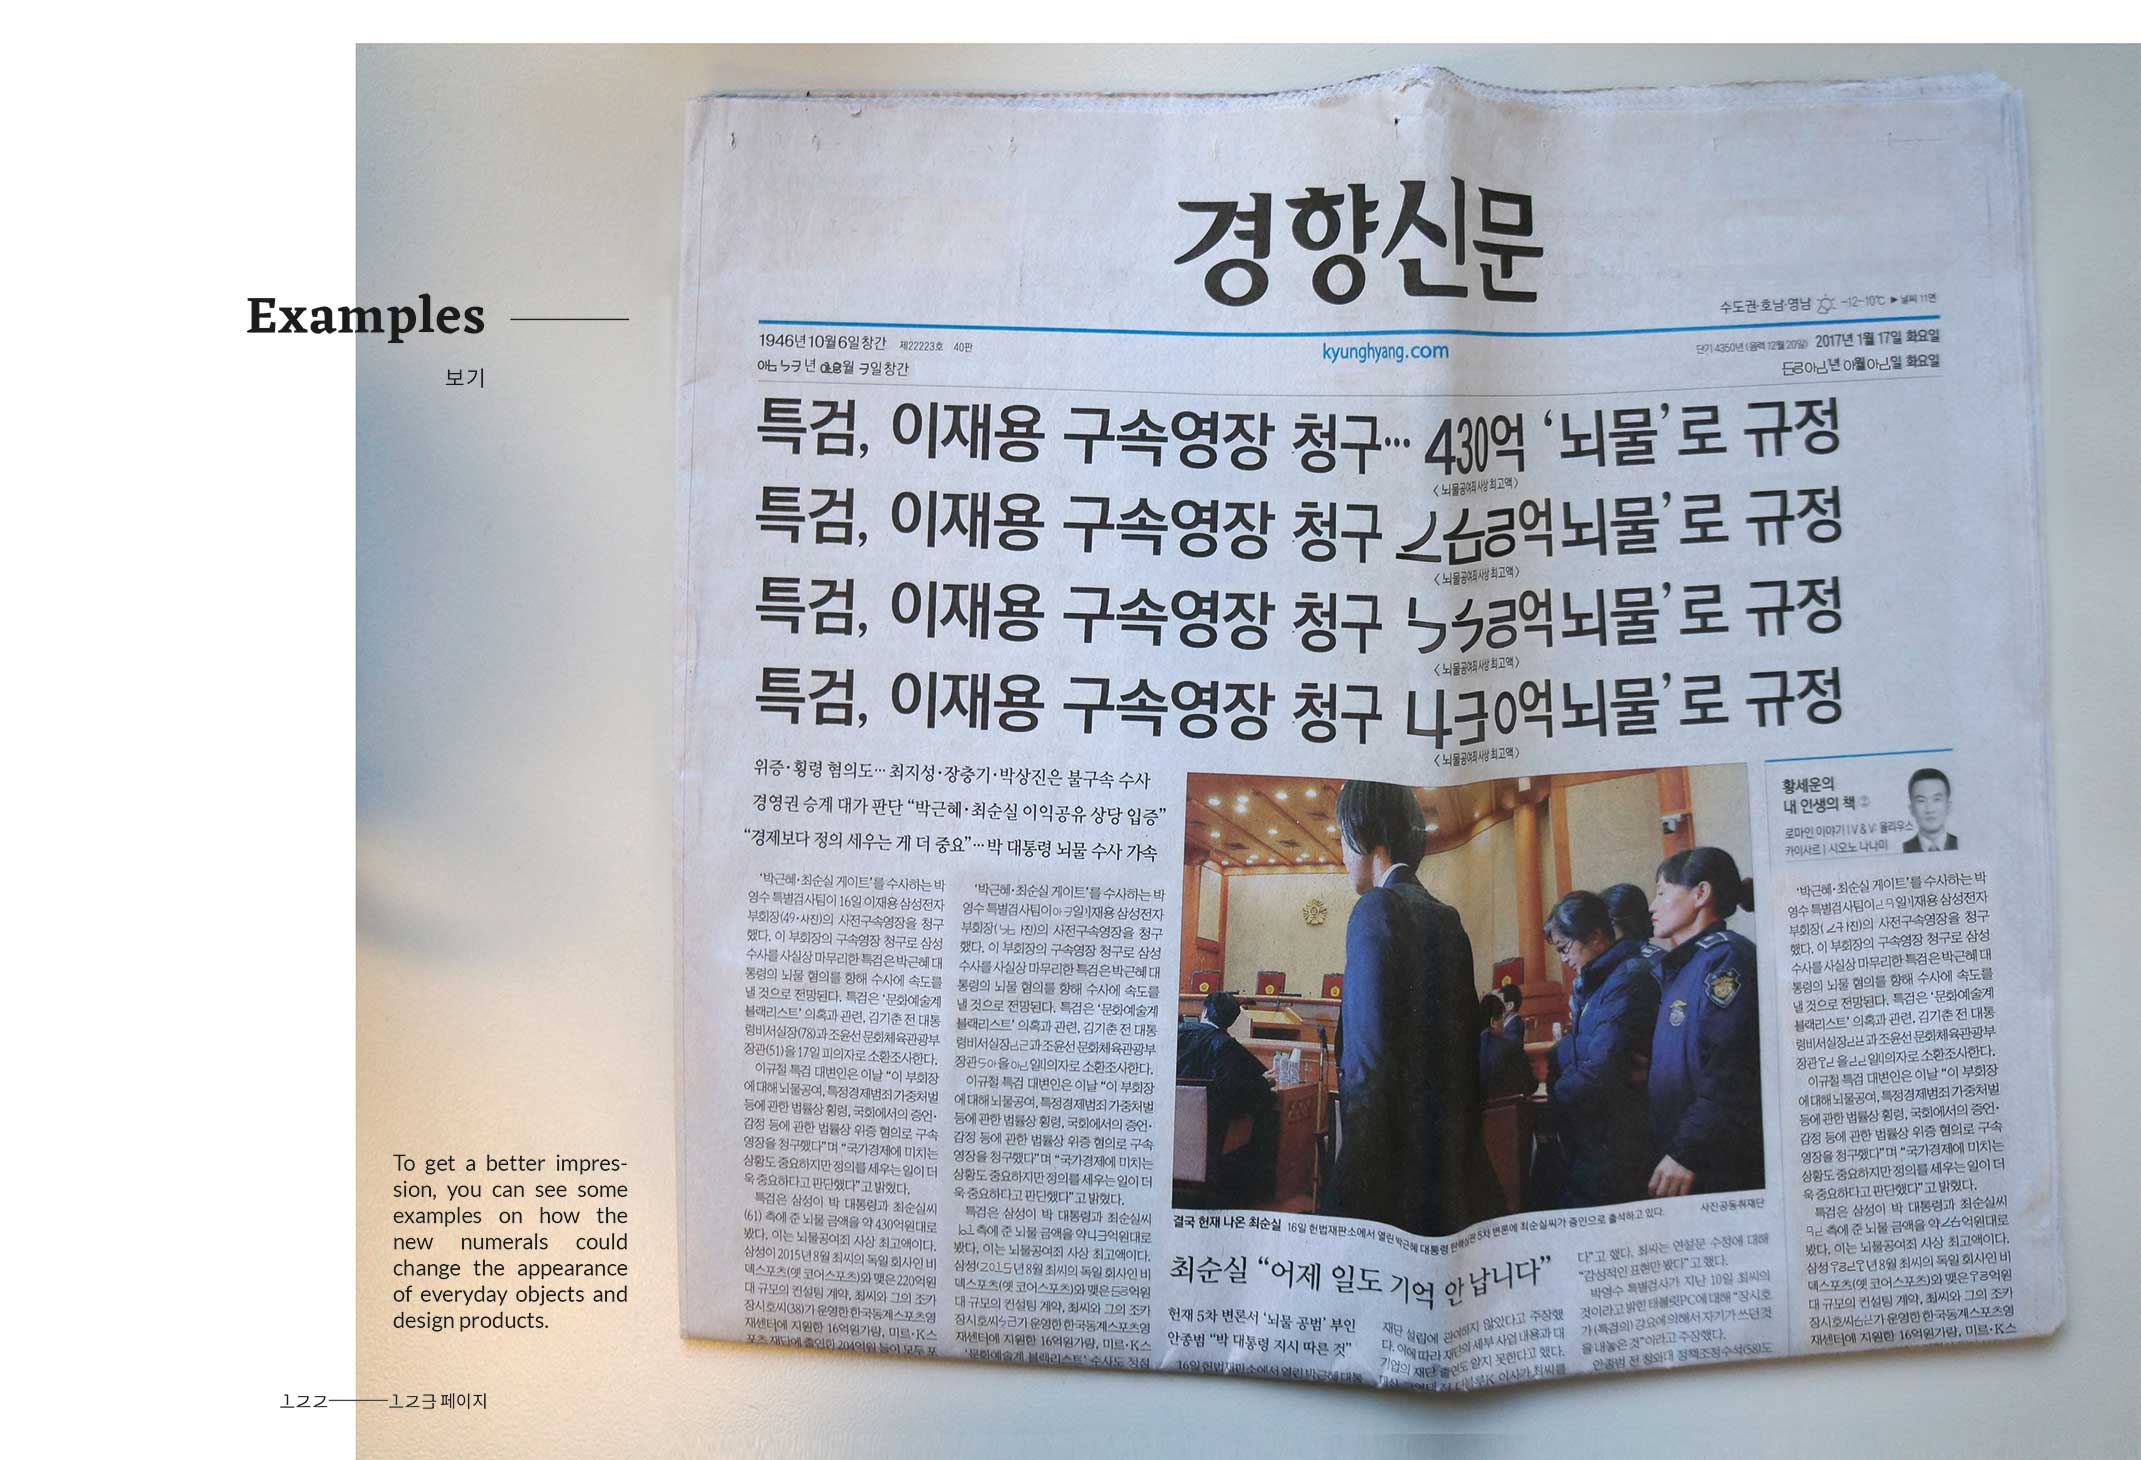 Examples
보기
To get a better impres-
sion, you can see some
examples on how the
new numerals could
change the appearance
of everyday objects and
design products.
페이지
경향신문
수도권·호남·영남 -12~10℃ ▶날씨 11면
1946년 10월 6일 창간 제22223호 40판
kyunghyang.com
단기 4350년 (음력 12월 20일) 2017년 1월 17일 화요일
년 월 일 창간
년 월 일 화요일
특검, 이재용 구속영장 청구… 430억 ‘뇌물’로 규정
〈뇌물공여죄 사상 최고액〉
특검, 이재용 구속영장 청구 억 뇌물’로 규정
〈뇌물공여죄 사상 최고액〉
특검, 이재용 구속영장 청구 억 뇌물’로 규정
〈뇌물공여죄 사상 최고액〉
특검, 이재용 구속영장 청구 억 뇌물’로 규정
〈뇌물공여죄 사상 최고액〉
위증·횡령 혐의도… 최지성·장충기·박상진은 불구속 수사
경영권 승계 대가 판단 “박근혜·최순실 이익공유 상당 입증”
“경제보다 정의 세우는 게 더 중요”… 박 대통령 뇌물 수사 가속
‘박근혜·최순실 게이트’를 수사하는 박
영수 특별검사팀이 16일 이재용 삼성전자
부회장(49·사진)의 사전구속영장을 청구
했다. 이 부회장의 구속영장 청구로 삼성
수사를 사실상 마무리한 특검은 박근혜 대
통령의 뇌물 혐의를 향해 수사에 속도를
낼 것으로 전망된다. 특검은 ‘문화예술계
블랙리스트’ 의혹과 관련, 김기춘 전 대통
령비서실장(78)과 조윤선 문화체육관광부
장관(51)을 17일 피의자로 소환조사한다.
이규철 특검 대변인은 이날 “이 부회장
에 대해 뇌물공여, 특정경제범죄 가중처벌
등에 관한 법률상 횡령, 국회에서의 증언·
감정 등에 관한 법률상 위증 혐의로 구속
영장을 청구했다”며 “국가경제에 미치는
상황도 중요하지만 정의를 세우는 일이 더
욱 중요하다고 판단했다”고 밝혔다.
특검은 삼성이 박 대통령과 최순실씨
(61) 측에 준 뇌물 금액을 약 430억원대로
봤다. 이는 뇌물공여죄 사상 최고액이다.
삼성이 2015년 8월 최씨의 독일 회사인 비
덱스포츠(옛 코어스포츠)와 맺은 220억원
대 규모의 컨설팅 계약, 최씨와 그의 조카
장시호씨(38)가 운영한 한국동계스포츠영
재센터에 지원한 16억원가량, 미르·K스
포츠 재단에 출연한 204억원 등이 모두 포
‘박근혜·최순실 게이트’를 수사하는 박
영수 특별검사팀이 일 재용 삼성전자
부회장( 사진)의 사전구속영장을 청구
했다. 이 부회장의 구속영장 청구로 삼성
수사를 사실상 마무리한 특검은 박근혜 대
통령의 뇌물 혐의를 향해 수사에 속도를
낼 것으로 전망된다. 특검은 ‘문화예술계
블랙리스트’ 의혹과 관련, 김기춘 전 대통
령비서실장 과 조윤선 문화체육관광부
장관 을 일 의자로 소환조사한다.
이규철 특검 대변인은 이날 “이 부회장
에 대해 뇌물공여, 특정경제범죄 가중처벌
등에 관한 법률상 횡령, 국회에서의 증언·
감정 등에 관한 법률상 위증 혐의로 구속
영장을 청구했다”며 “국가경제에 미치는
상황도 중요하지만 정의를 세우는 일이 더
욱 중요하다고 판단했다”고 밝혔다.
특검은 삼성이 박 대통령과 최순실씨
측에 준 뇌물 금액을 약 억원대로
봤다. 이는 뇌물공여죄 사상 최고액이다.
삼성 년 8월 최씨의 독일 회사인 비
덱스포츠(옛 코어스포츠)와 맺은 억원
대 규모의 컨설팅 계약, 최씨와 그의 조카
장시호씨 가 운영한 한국동계스포츠영
재센터에 지원한 16억원가량, 미르·K스
‘문화예술계 블랙리스트’ 수사도 정점
결국 헌재 나온 최순실 16일 헌법재판소에서 열린 박근혜 대통령 탄핵심판 5차 변론에 최순실씨가 증인으로 출석하고 있다. 사진공동취재단
최순실 “어제 일도 기억 안 납니다”
헌재 5차 변론서 ‘뇌물 공범’ 부인
안종범 “박 대통령 지시 따른 것”
16일 헌법재판소에서 열린 박근혜 대통
재단 설립에 관여하지 않았다고 주장했
다. 이에 따라 재단의 세부 사업 내용과 대
기업의 재단 출연도 알지 못한다고 했다.
다”고 했다. 최씨는 연설문 수정에 대해
“감성적인 표현만 봤다”고 했다.
박영수 특별검사가 지난 10일 최씨의
것이라고 밝힌 태블릿PC에 대해 “장시호
가 (특검의) 강요에 의해서 자기가 쓰던 것
을 내놓은 것”이라고 주장했다.
안종범 전 청와대 정책조정수석(58)도
황세운의
내 인생의 책 ②
로마인 이야기 Ⅳ & Ⅴ: 율리우스
카이사르 | 시오노 나나미
‘박근혜·최순실 게이트’를 수사하는 박
영수 특별검사팀이 일 재용 삼성전자
부회장( 사진)의 사전구속영장을 청구
했다. 이 부회장의 구속영장 청구로 삼성
수사를 사실상 마무리한 특검은 박근혜 대
통령의 뇌물 혐의를 향해 수사에 속도를
낼 것으로 전망된다. 특검은 ‘문화예술계
블랙리스트’ 의혹과 관련, 김기춘 전 대통
령비서실장 과 조윤선 문화체육관광부
장관 을 일 의자로 소환조사한다.
이규철 특검 대변인은 이날 “이 부회장
에 대해 뇌물공여, 특정경제범죄 가중처벌
등에 관한 법률상 횡령, 국회에서의 증언·
감정 등에 관한 법률상 위증 혐의로 구속
영장을 청구했다”며 “국가경제에 미치는
상황도 중요하지만 정의를 세우는 일이 더
욱 중요하다고 판단했다”고 밝혔다.
특검은 삼성이 박 대통령과 최순실씨
측에 준 뇌물 금액을 약 억원대로
봤다. 이는 뇌물공여죄 사상 최고액이다.
삼성 년 8월 최씨의 독일 회사인 비
덱스포츠(옛 코어스포츠)와 맺은 억원
대 규모의 컨설팅 계약, 최씨와 그의 조카
장시호씨 가 운영한 한국동계스포츠영
재센터에 지원한 16억원가량, 미르·K스